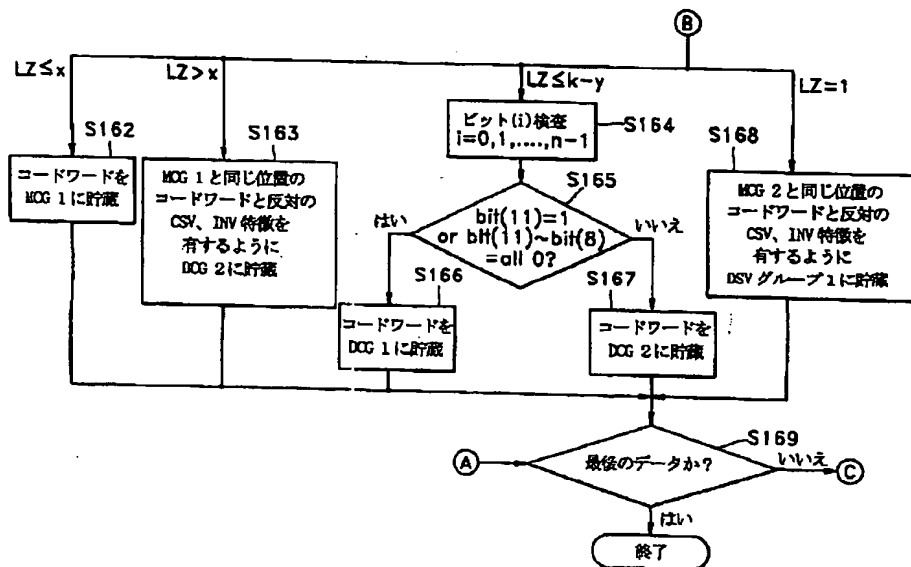 B
LZ≤x
LZ>x
LZ≤k-y
LZ=1
S162
コードワードを
MCG 1に貯蔵
S163
MCG 1と同じ位置の
コードワードと反対の
CSV、INV特徴を
有するように
DCG 2に貯蔵
ビット(i)検査
i=0,1,....,n-1
S164
S165
bit(11)=1
or bit(11)~bit(8)
=all 0?
はい
いいえ
S166
コードワードを
DCG 1に貯蔵
S167
コードワードを
DCG 2に貯蔵
S168
MCG 2と同じ位置の
コードワードと反対の
CSV、INV特徴を
有するように
DSVグループ1に貯蔵
S169
A
最後のデータか?
いいえ
C
はい
終了